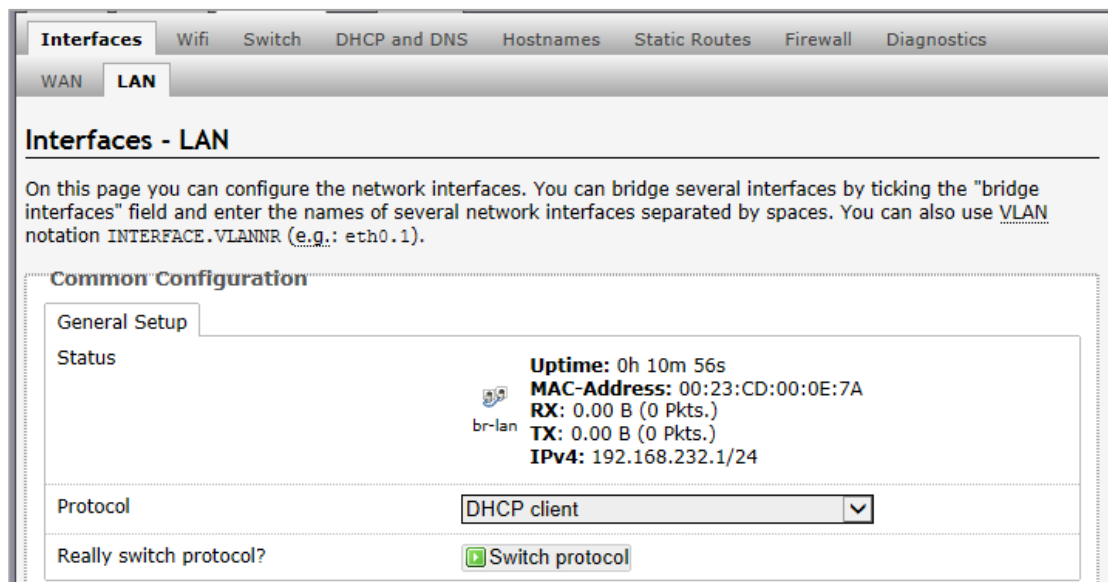 Interfaces Wifi Switch DHCP and DNS Hostnames Static Routes Firewall Diagnostics
WAN LAN
Interfaces - LAN
On this page you can configure the network interfaces. You can bridge several interfaces by ticking the "bridge
interfaces" field and enter the names of several network interfaces separated by spaces. You can also use VLAN
notation INTERFACE.VLANNR (e.g.: eth0.1).
Common Configuration
General Setup
Status
Uptime: 0h 10m 56s
MAC-Address: 00:23:CD:00:0E:7A
RX: 0.00 B (0 Pkts.)
br-lan
TX: 0.00 B (0 Pkts.)
IPv4: 192.168.232.1/24
Protocol DHCP client
Really switch protocol? Switch protocol